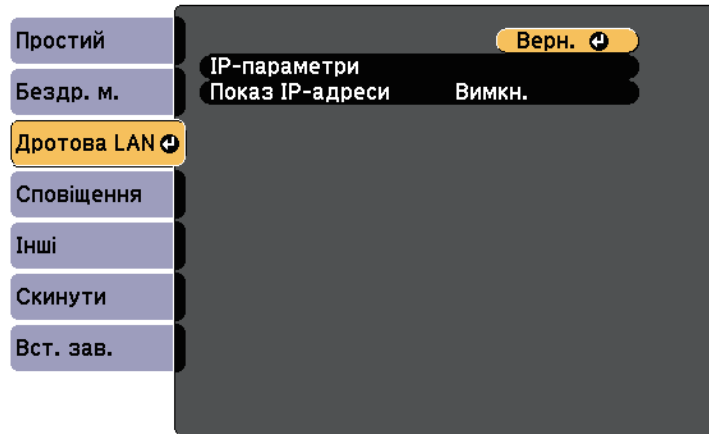 Простий
Бездр. м.
Дротова LAN
Сповіщення
Інші
Скинути
Вст. зав.
Верн.
IP-параметри
Показ IP-адреси Вимкн.